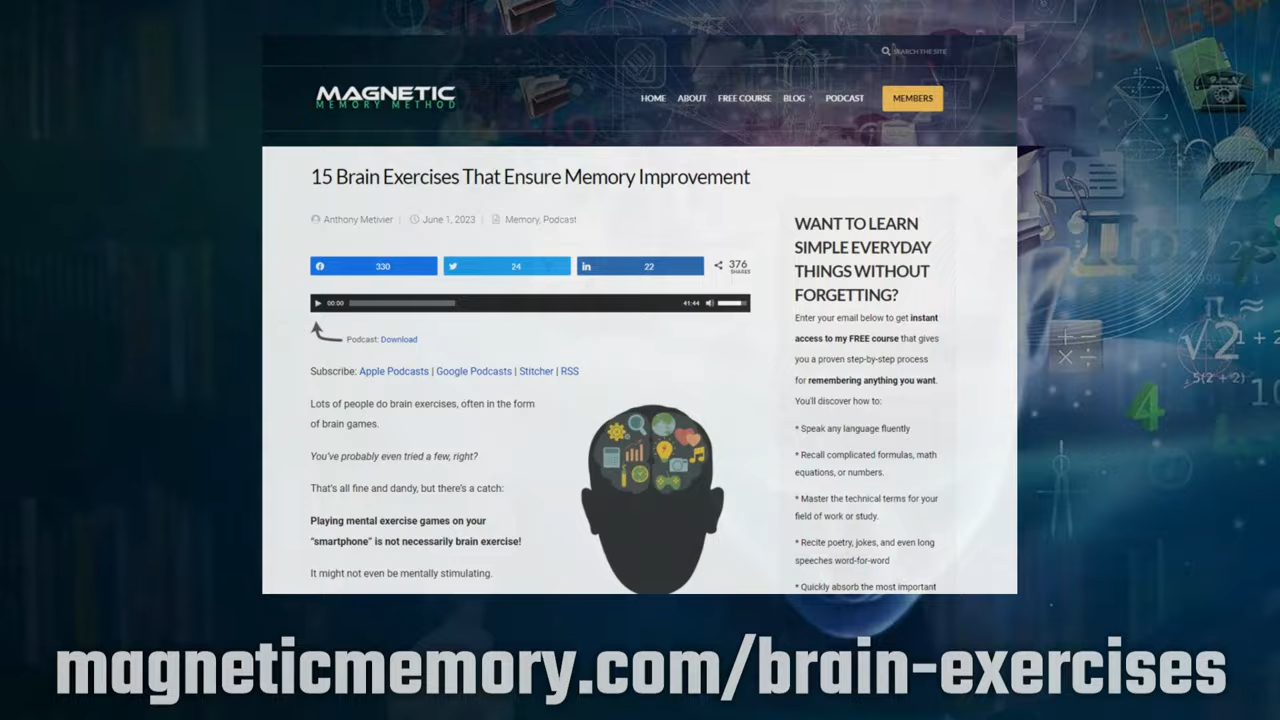 SEARCH THE SITE
MAGNETIC
MEMORY METHOD
HOME ABOUT FREE COURSE BLOG PODCAST MEMBERS
15 Brain Exercises That Ensure Memory Improvement
Anthony Metivier | June 1, 2023 | Memory, Podcast
330 24 22 376
SHARES
00:00 41:44
Podcast: Download
Subscribe: Apple Podcasts | Google Podcasts | Stitcher | RSS
Lots of people do brain exercises, often in the form
of brain games.
You've probably even tried a few, right?
That's all fine and dandy, but there's a catch:
Playing mental exercise games on your
"smartphone" is not necessarily brain exercise!
It might not even be mentally stimulating.
WANT TO LEARN
SIMPLE EVERYDAY
THINGS WITHOUT
FORGETTING?
Enter your email below to get instant
access to my FREE course that gives
you a proven step-by-step process
for remembering anything you want.
You'll discover how to:
* Speak any language fluently
* Recall complicated formulas, math
equations, or numbers.
* Master the technical terms for your
field of work or study.
* Recite poetry, jokes, and even long
speeches word-for-word
* Quickly absorb the most important
√2
5(2 + 2)
4
magneticmemory.com/brain-exercises